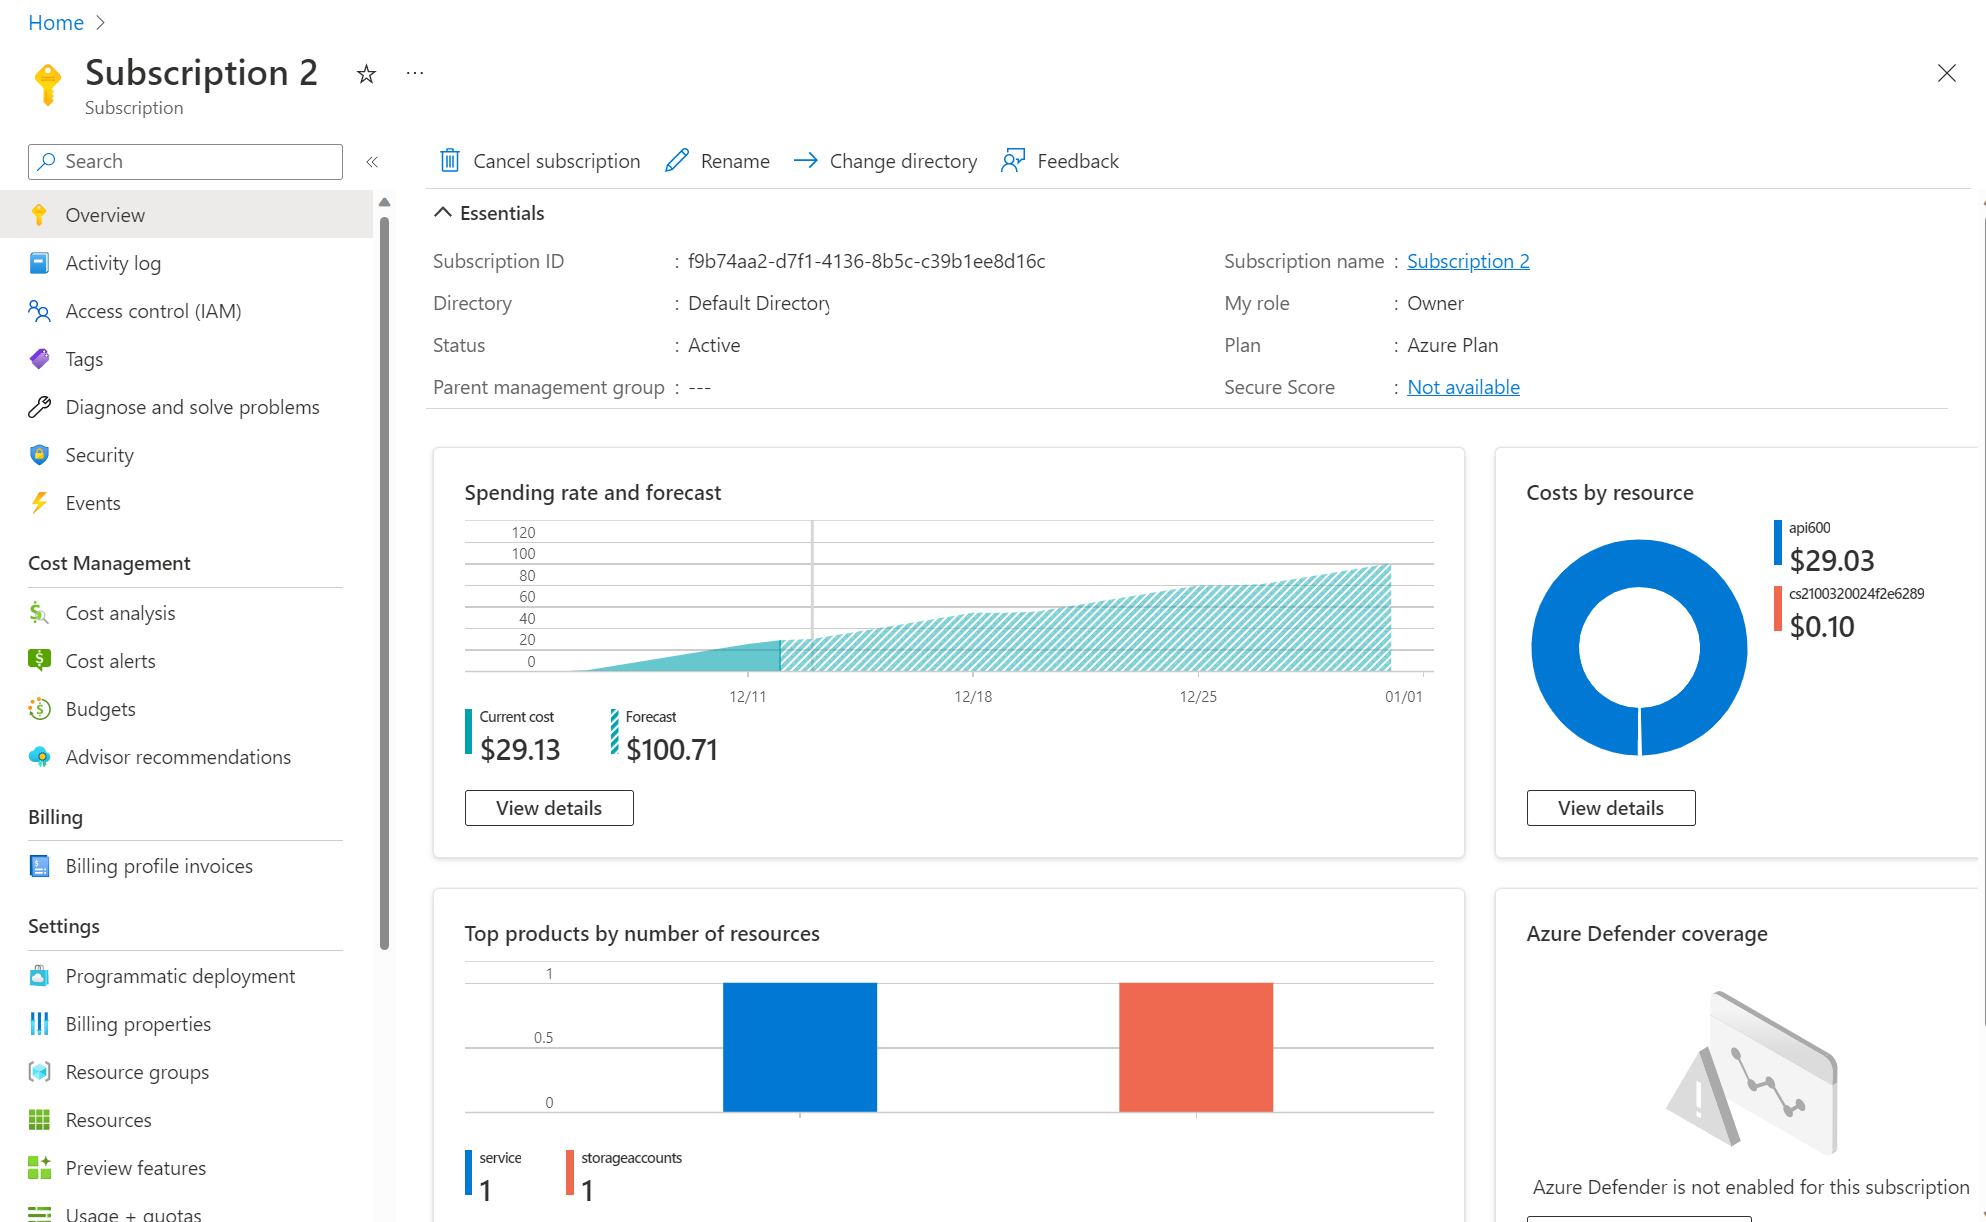 Home
Subscription 2
Subscription
Search
Overview
Activity log
Access control (IAM)
Tags
Diagnose and solve problems
Security
Events
Cost Management
Cost analysis
Cost alerts
Budgets
Advisor recommendations
Billing
Billing profile invoices
Settings
Programmatic deployment
Billing properties
Resource groups
Resources
Preview features
Usage + quotas
Cancel subscription Rename Change directory Feedback
Essentials
Subscription ID : f9b74aa2-d7f1-4136-8b5c-c39b1ee8d16c
Directory : Default Directory
Status : Active
Parent management group : ---
Subscription name : Subscription 2
My role : Owner
Plan : Azure Plan
Secure Score : Not available
Spending rate and forecast
120
100
80
60
40
20
0
12/11 12/18 12/25 01/01
Current cost
$29.13
Forecast
$100.71
View details
Costs by resource
api600
$29.03
cs2100320024f2e6289
$0.10
View details
Top products by number of resources
1
0.5
0
service
1
storageaccounts
1
Azure Defender coverage
Azure Defender is not enabled for this subscription